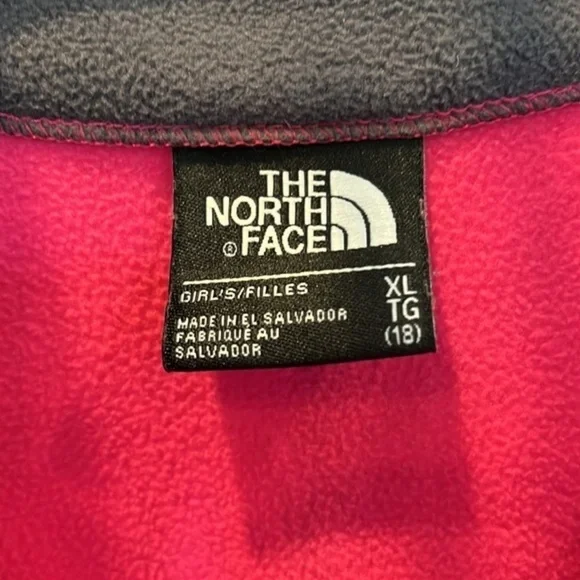 THE
NORTH
® FACE
GIRL'S/FILLES
XL
TG
(18)
MADE IN EL SALVADOR
FABRIQUÉ AU
SALVADOR